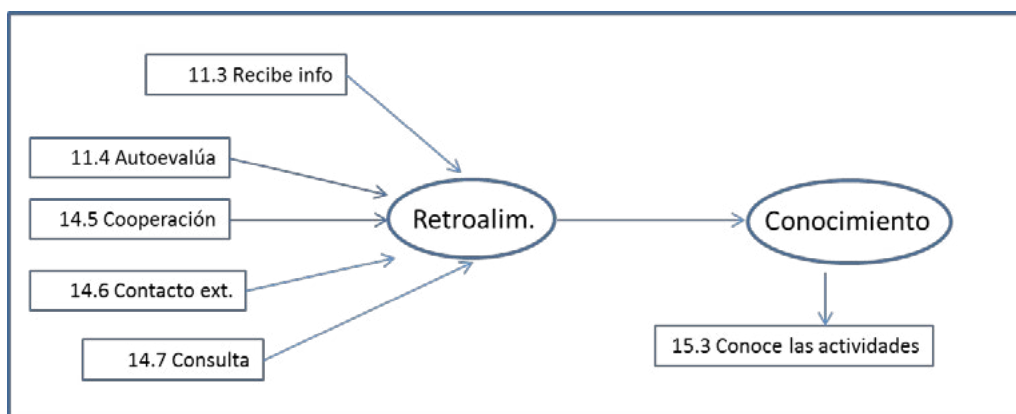 11.3 Recibe info
11.4 Autoevalúa
14.5 Cooperación
14.6 Contacto ext.
14.7 Consulta
Retroalim.
Conocimiento
15.3 Conoce las actividades